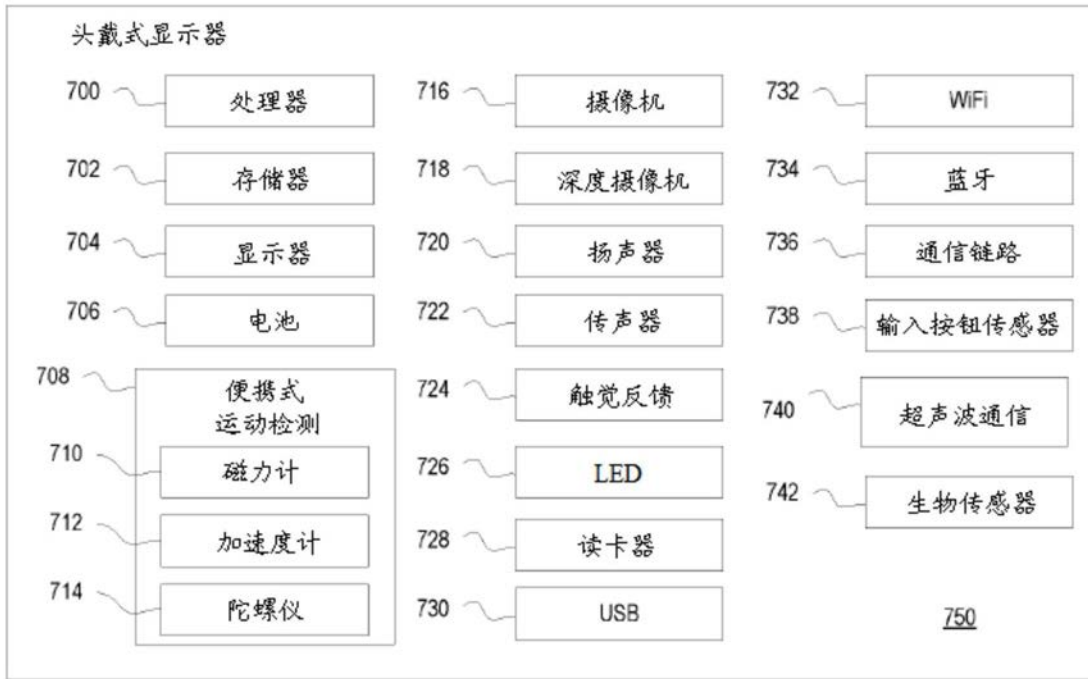 头戴式显示器
700 处理器
702 存储器
704 显示器
706 电池
708 便携式
运动检测
710 磁力计
712 加速度计
714 陀螺仪
716 摄像机
718 深度摄像机
720 扬声器
722 传声器
724 触觉反馈
726 LED
728 读卡器
730 USB
732 WiFi
734 蓝牙
736 通信链路
738 输入按钮传感器
740 超声波通信
742 生物传感器
750